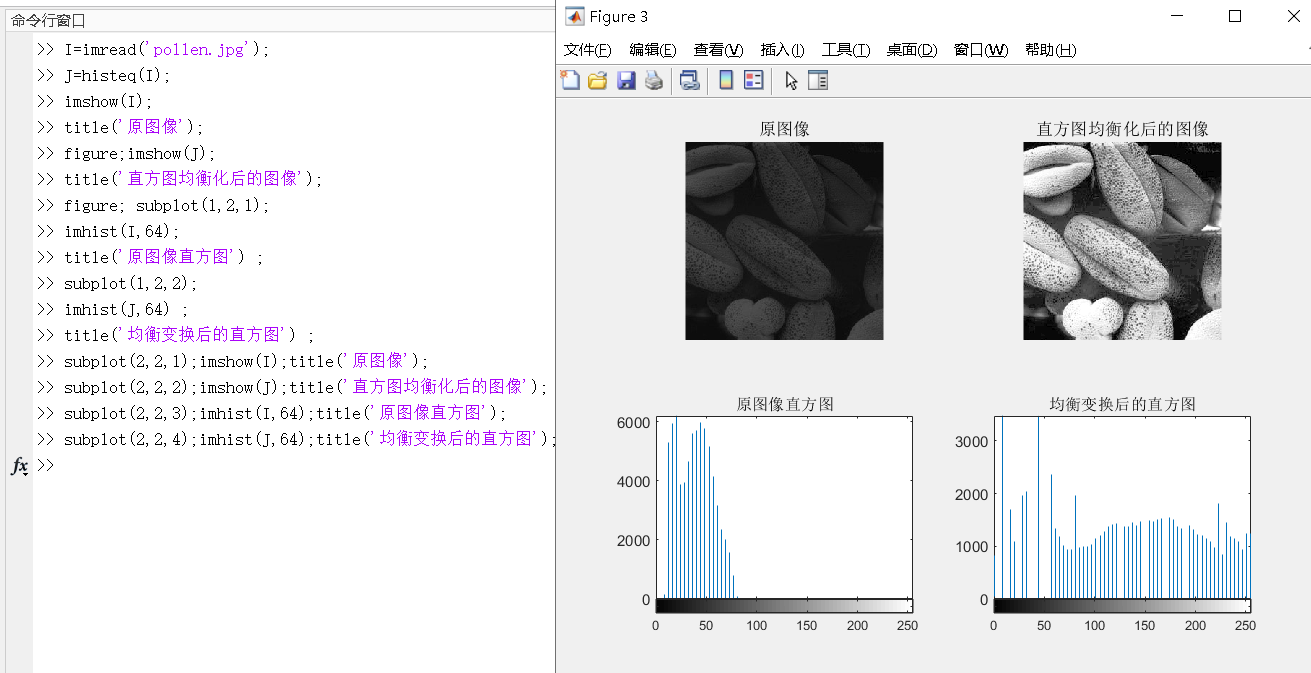 命令行窗口
>> I=imread('pollen.jpg');
>> J=histeq(I);
>> imshow(I);
>> title('原图像');
>> figure;imshow(J);
>> title('直方图均衡化后的图像');
>> figure; subplot(1,2,1);
>> imhist(I,64);
>> title('原图像直方图') ;
>> subplot(1,2,2);
>> imhist(J,64) ;
>> title('均衡变换后的直方图') ;
>> subplot(2,2,1);imshow(I);title('原图像');
>> subplot(2,2,2);imshow(J);title('直方图均衡化后的图像');
>> subplot(2,2,3);imhist(I,64);title('原图像直方图');
>> subplot(2,2,4);imhist(J,64);title('均衡变换后的直方图');
fx >>
Figure 3
文件(F) 编辑(E) 查看(V) 插入(I) 工具(T) 桌面(D) 窗口(W) 帮助(H)
原图像
直方图均衡化后的图像
原图像直方图
6000
4000
2000
0
0 50 100 150 200 250
均衡变换后的直方图
3000
2000
1000
0
0 50 100 150 200 250